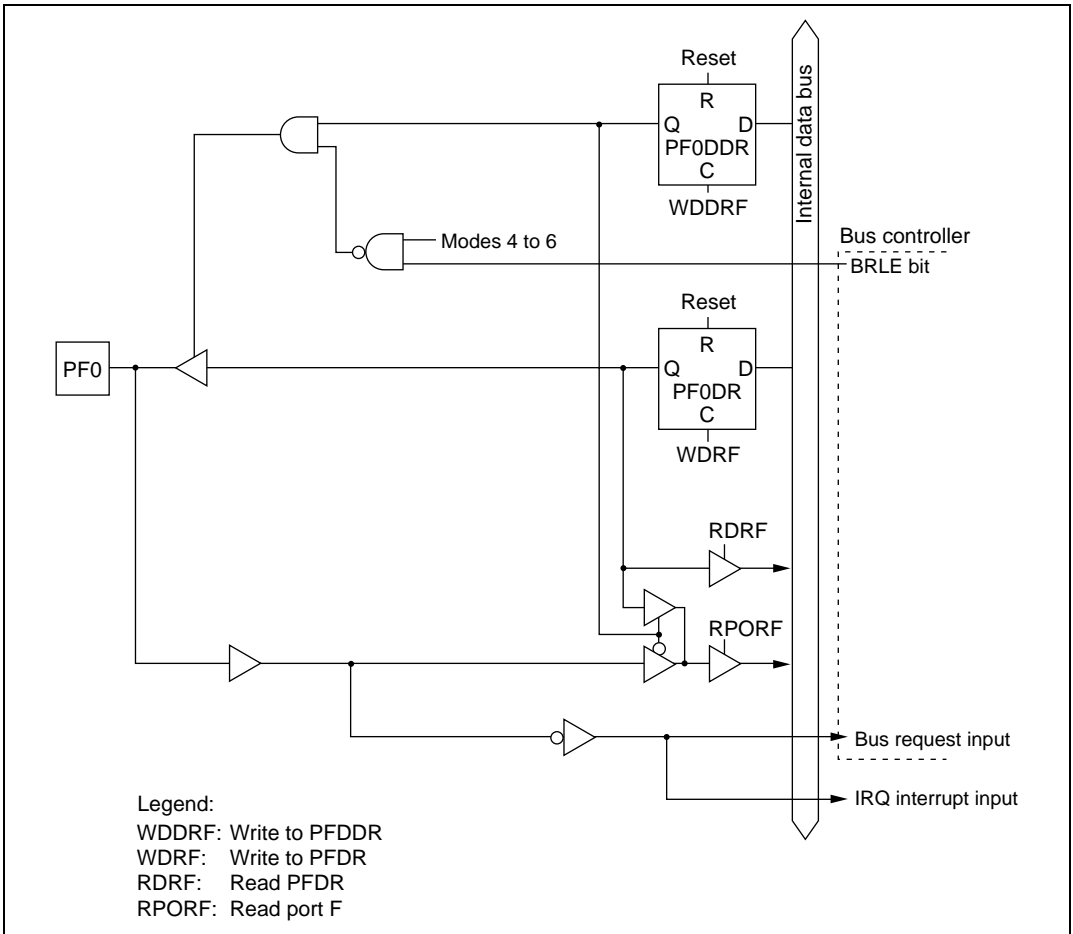 Reset
R
Q D
PF0DDR
C
WDDRF
Internal data bus
Modes 4 to 6
Bus controller
BRLE bit
Reset
R
Q D
PF0DR
C
WDRF
PF0
RDRF
RPORF
Bus request input
IRQ interrupt input
Legend:
WDDRF: Write to PFDDR
WDRF: Write to PFDR
RDRF: Read PFDR
RPORF: Read port F